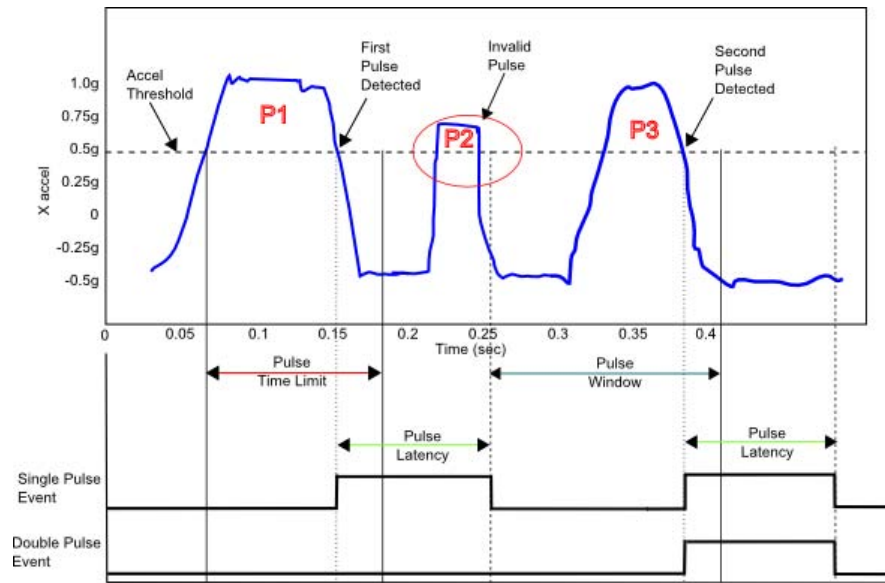 First
Pulse
Detected
Invalid
Pulse
Second
Pulse
Detected
Accel
Threshold
1.0g
0.75g
0.5g
0.25g
0
-0.25g
-0.5g
X accel
P1
P2
P3
0
0.05
0.1
0.15
0.2
0.25
0.3
0.35
0.4
Time (sec)
Pulse
Time Limit
Pulse
Window
Pulse
Latency
Pulse
Latency
Single Pulse
Event
Double Pulse
Event